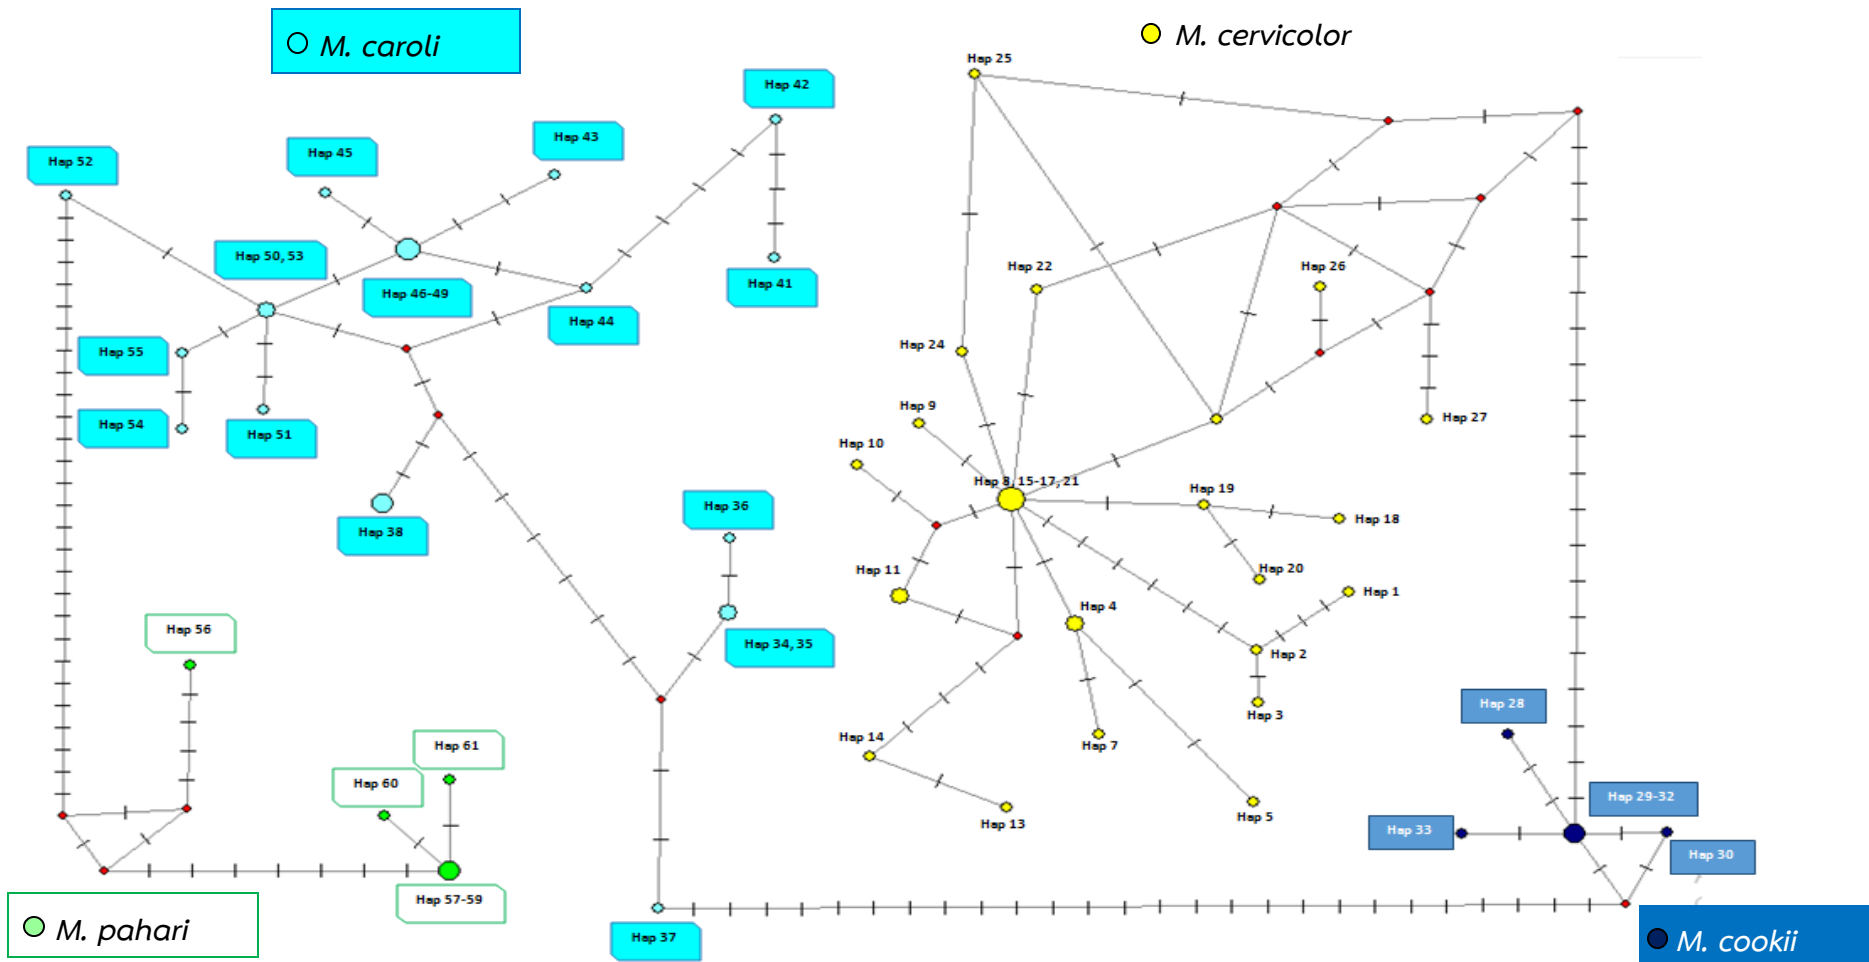 M. caroli
M. cervicolor
Hap 25
Hap 42
Hap 43
Hap 45
Hap 52
Hap 50, 53
Hap 22
Hap 26
Hap 41
Hap 46-49
Hap 44
Hap 24
Hap 55
Hap 9
Hap 27
Hap 54
Hap 51
Hap 10
Hap 8, 15-17, 21
Hap 19
Hap 36
Hap 18
Hap 38
Hap 11
Hap 20
Hap 1
Hap 4
Hap 56
Hap 34, 35
Hap 2
Hap 28
Hap 3
Hap 14
Hap 7
Hap 61
Hap 60
Hap 29-32
Hap 5
Hap 13
Hap 33
Hap 30
Hap 57-59
M. pahari
Hap 37
M. cookii